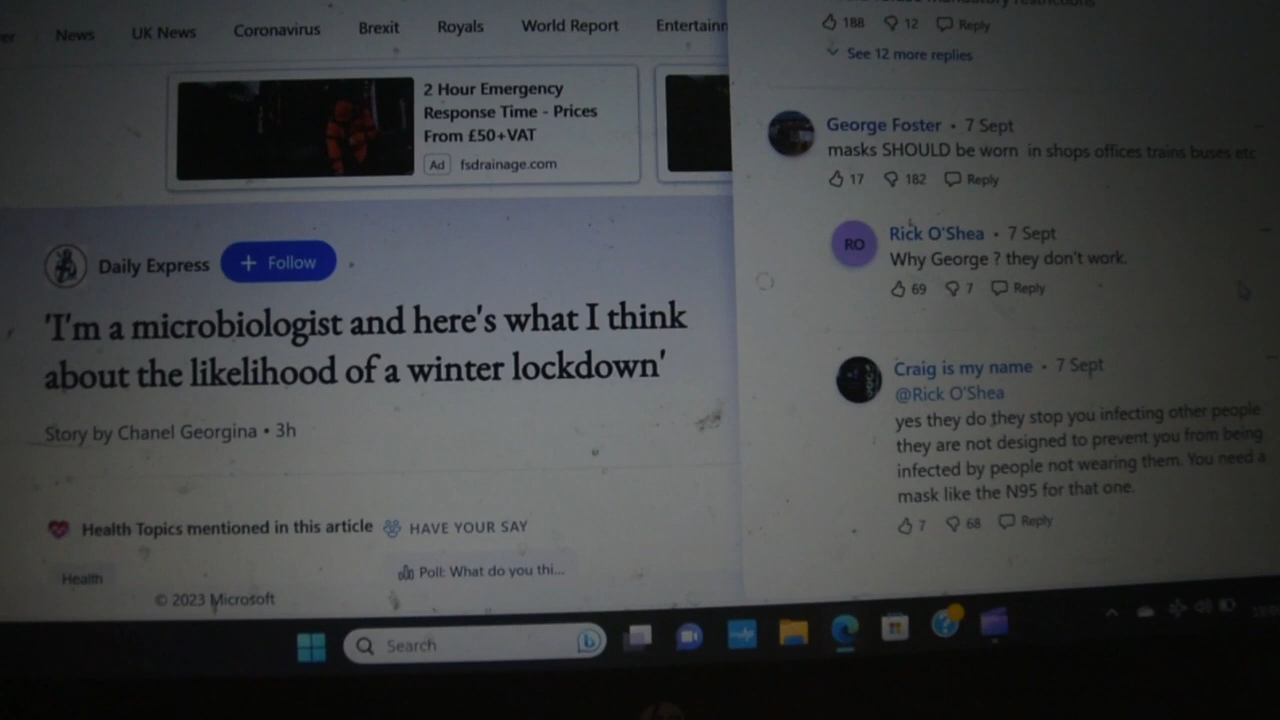 News UK News Coronavirus Brexit Royals World Report
2 Hour Emergency
Response Time - Prices
From £50+VAT
Ad fsdrainage.com
Daily Express + Follow
'I'm a microbiologist and here's what I think
about the likelihood of a winter lockdown'
Story by Chanel Georgina • 3h
Health Topics mentioned in this article
HAVE YOUR SAY
Health
Poll: What do you thi...
© 2023 Microsoft
188 12 Reply
See 12 more replies
George Foster • 7 Sept
masks SHOULD be worn in shops offices trains buses etc
17 182 Reply
RO
Rick O'Shea • 7 Sept
Why George ? they don't work.
69 7 Reply
Craig is my name • 7 Sept
@Rick O'Shea
yes they do they stop you infecting other people
they are not designed to prevent you from being
infected by people not wearing them. You need a
mask like the N95 for that one.
7 68 Reply
Search